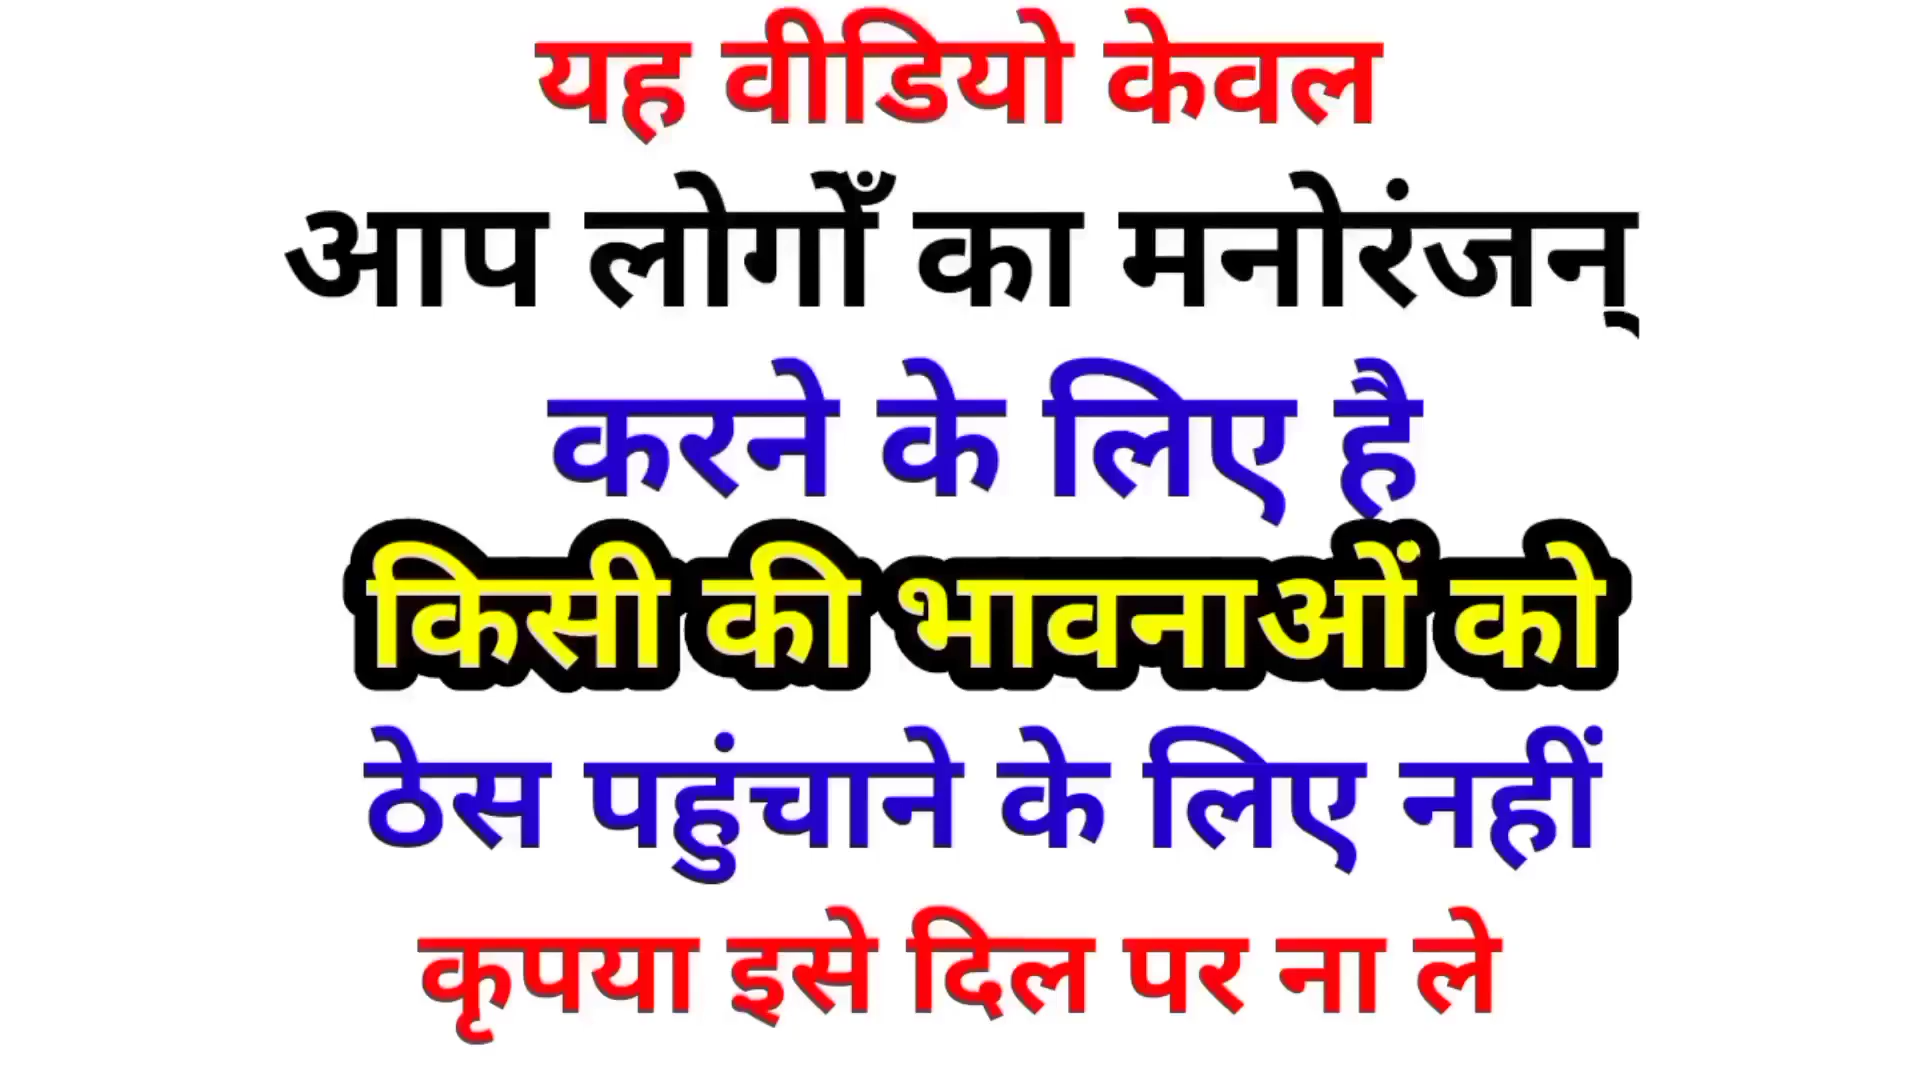 यह वीडियो केवल
आप लोगोँ का मनोरंजन्
करने के लिए है
किसी की भावनाओं को
ठेस पहुंचाने के लिए नहीं
कृपया इसे दिल पर ना ले